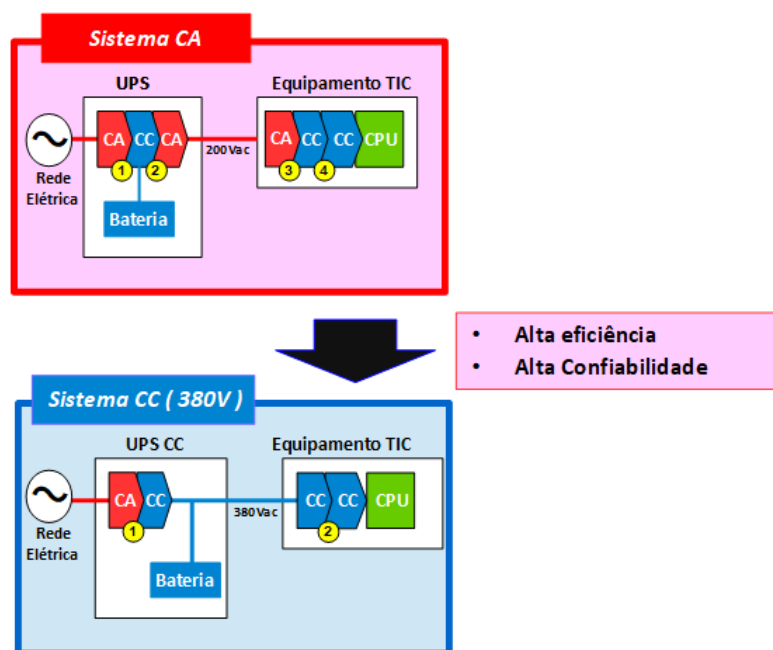 Sistema CA
UPS
Equipamento TIC
CA CC CA
1 2
200Vac
CA CC CC CPU
3 4
Rede
Elétrica
Bateria
• Alta eficiência
• Alta Confiabilidade
Sistema CC ( 380V )
UPS CC
Equipamento TIC
CA CC
1
380Vac
CC CC CPU
2
Rede
Elétrica
Bateria